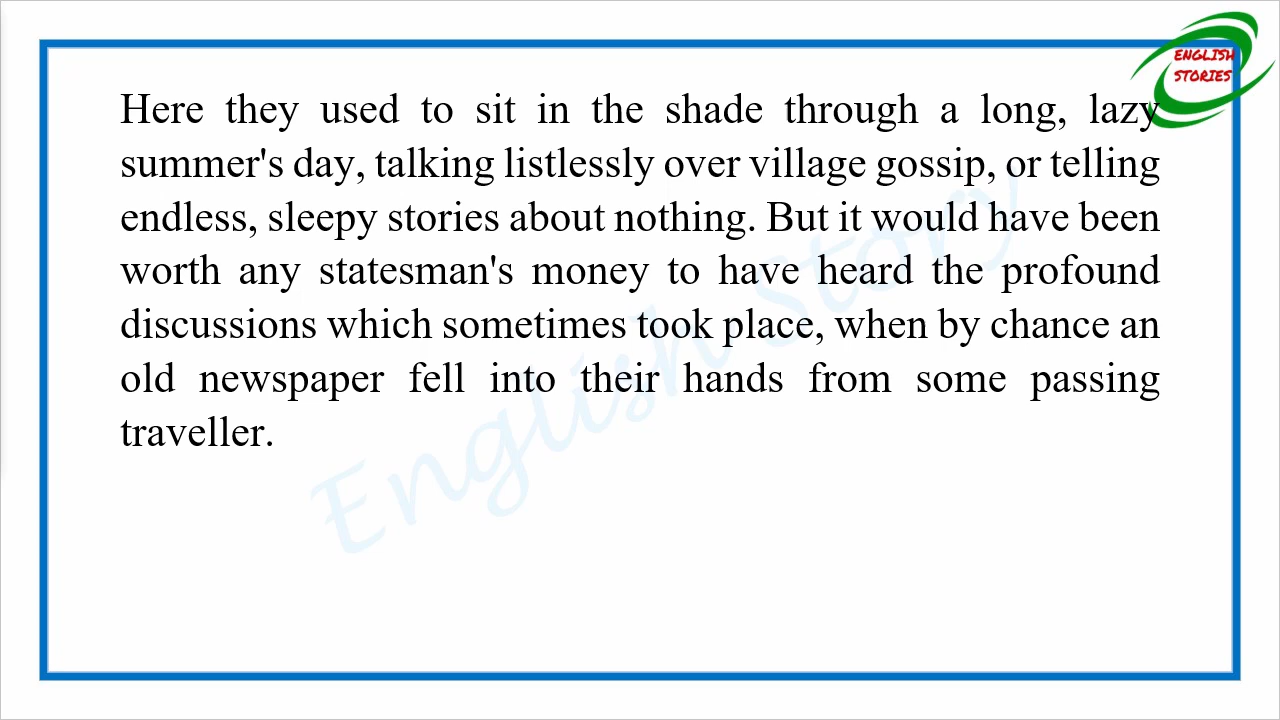 ENGLISH
STORIES
Here they used to sit in the shade through a long, lazy
summer's day, talking listlessly over village gossip, or telling
endless, sleepy stories about nothing. But it would have been
worth any statesman's money to have heard the profound
discussions which sometimes took place, when by chance an
old newspaper fell into their hands from some passing
traveller.
English Story